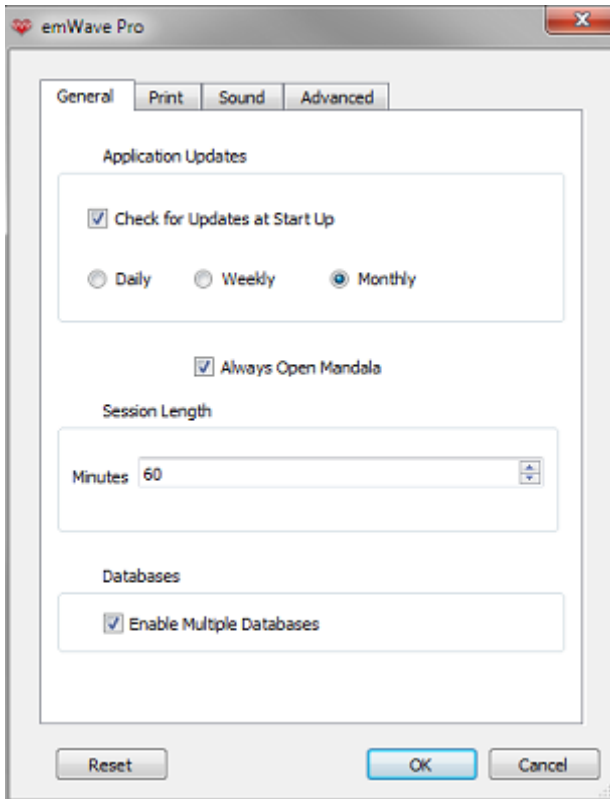 emWave Pro
General Print Sound Advanced
Application Updates
Check for Updates at Start Up
Daily Weekly Monthly
Always Open Mandala
Session Length
Minutes 60
Databases
Enable Multiple Databases
Reset OK Cancel